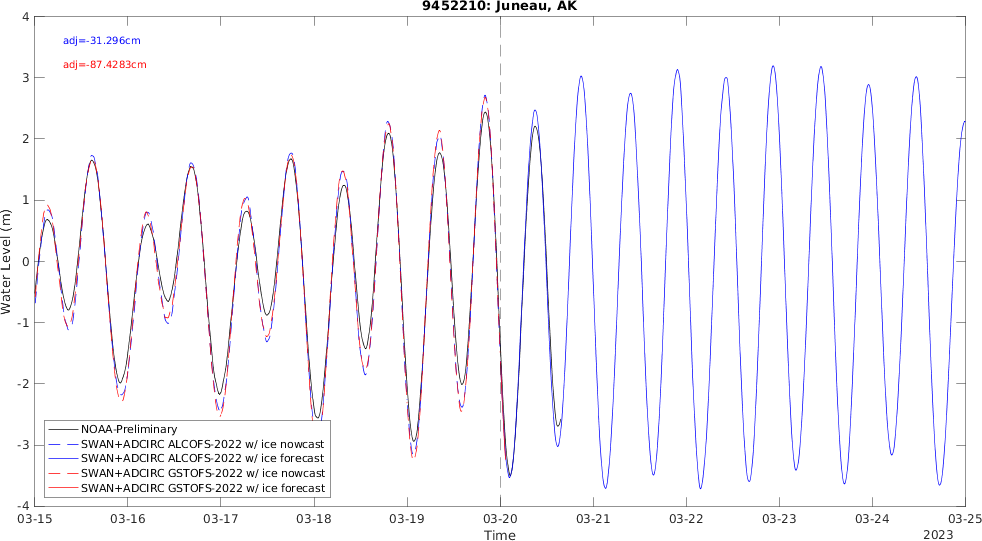 9452210: Juneau, AK
adj=-31.296cm
adj=-87.4283cm
Water Level (m)
4
3
2
1
0
-1
-2
-3
-4
NOAA-Preliminary
SWAN+ADCIRC ALCOFS-2022 w/ ice nowcast
SWAN+ADCIRC ALCOFS-2022 w/ ice forecast
SWAN+ADCIRC GSTOFS-2022 w/ ice nowcast
SWAN+ADCIRC GSTOFS-2022 w/ ice forecast
03-15 03-16 03-17 03-18 03-19 03-20 03-21 03-22 03-23 03-24 03-25
Time
2023